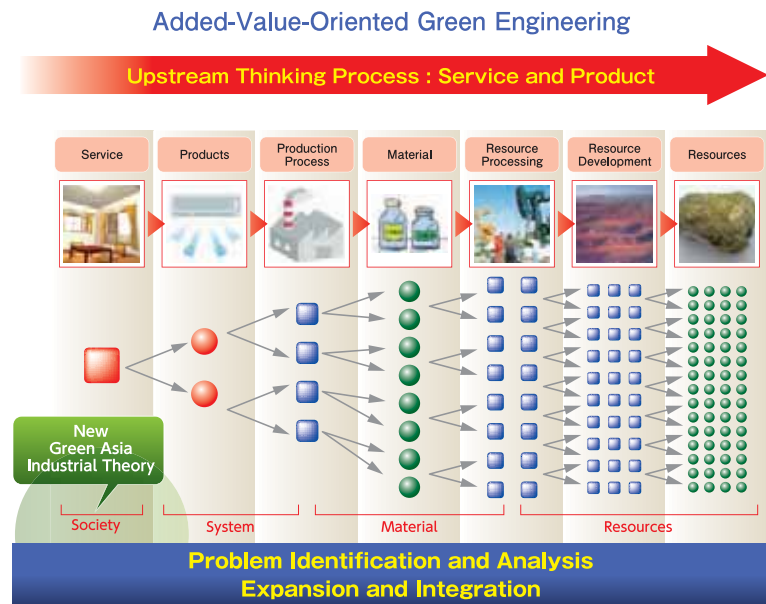 Added-Value-Oriented Green Engineering
Upstream Thinking Process : Service and Product
Service
Products
Production
Process
Material
Resource
Processing
Resource
Development
Resources
New
Green Asia
Industrial Theory
Society
System
Material
Resources
Problem Identification and Analysis
Expansion and Integration